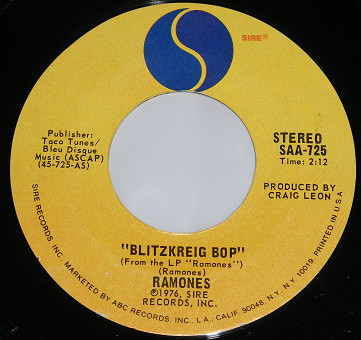 SIRE®
Publisher:
Taco Tunes/
Bleu Disque
Music (ASCAP)
(45-725-AS)
STEREO
SAA-725
Time: 2:12
PRODUCED BY
CRAIG LEON
"BLITZKREIG BOP"
(From the LP "Ramones")
(Ramones)
RAMONES
℗1976, SIRE
RECORDS, INC.
SIRE RECORDS INC. MARKETED BY ABC RECORDS, INC., L.A., CALIF. 90048, N.Y., N.Y. 10019. PRINTED IN U.S.A.